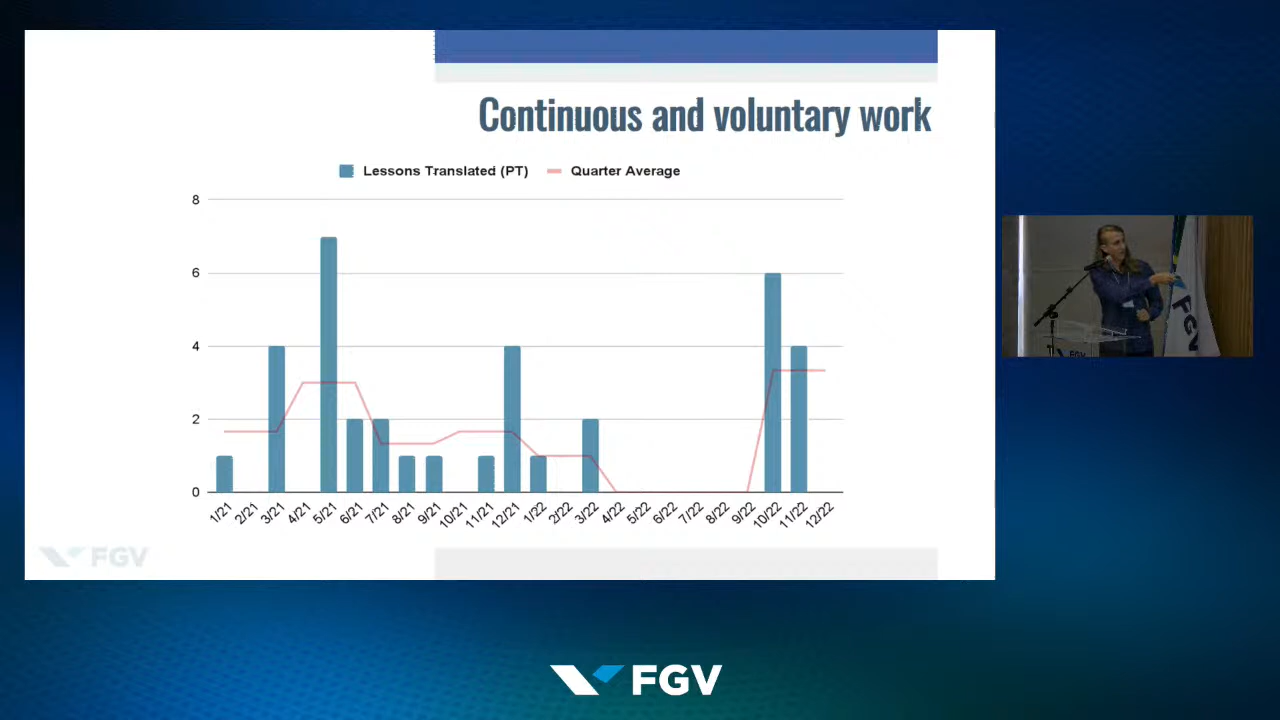 Continuous and voluntary work
Lessons Translated (PT) Quarter Average
8
6
4
2
0
1/21 2/21 3/21 4/21 5/21 6/21 7/21 8/21 9/21 10/21 11/21 12/21 1/22 2/22 3/22 4/22 5/22 6/22 7/22 8/22 9/22 10/22 11/22 12/22
FGV
FGV
FGV
FGV